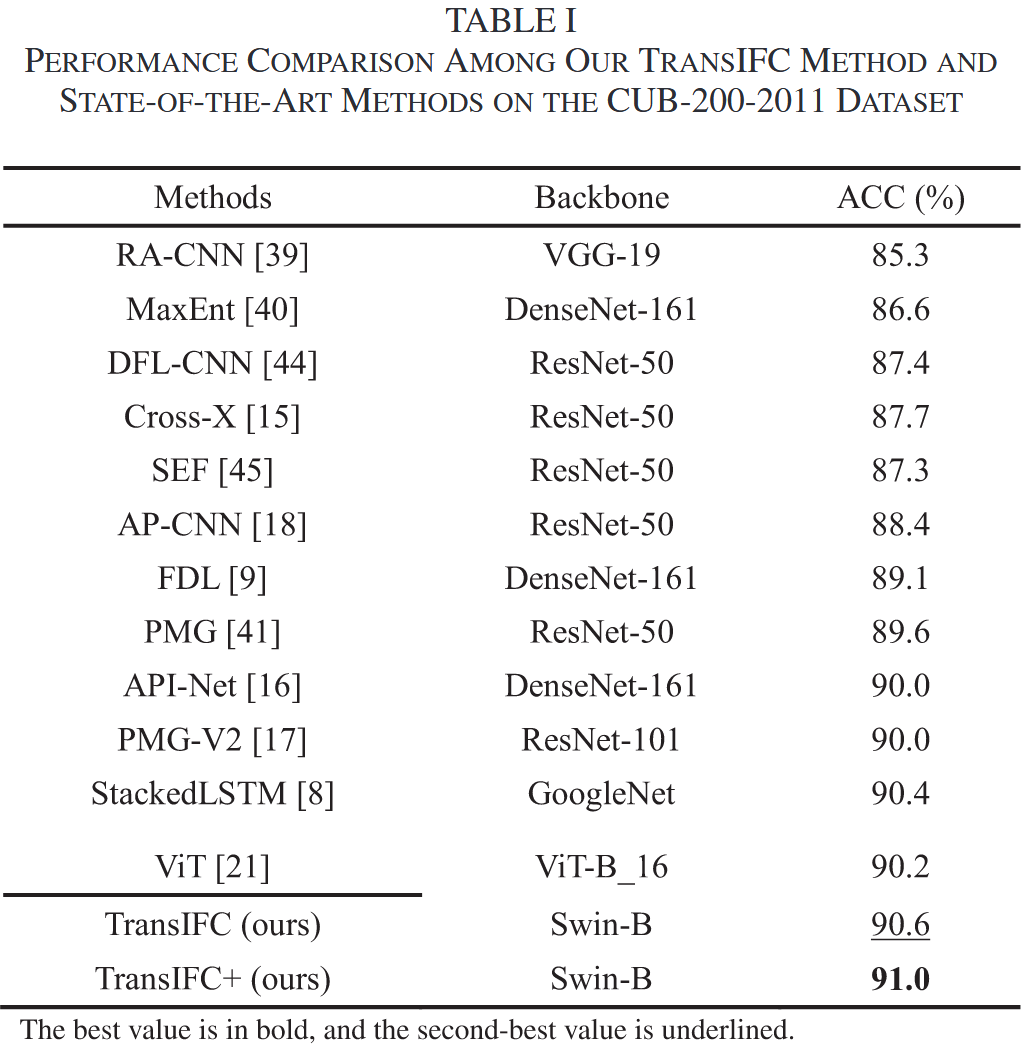 TABLE I
PERFORMANCE COMPARISON AMONG OUR TRANSIFC METHOD AND
STATE-OF-THE-ART METHODS ON THE CUB-200-2011 DATASET
Methods Backbone ACC (%)
RA-CNN [39] VGG-19 85.3
MaxEnt [40] DenseNet-161 86.6
DFL-CNN [44] ResNet-50 87.4
Cross-X [15] ResNet-50 87.7
SEF [45] ResNet-50 87.3
AP-CNN [18] ResNet-50 88.4
FDL [9] DenseNet-161 89.1
PMG [41] ResNet-50 89.6
API-Net [16] DenseNet-161 90.0
PMG-V2 [17] ResNet-101 90.0
StackedLSTM [8] GoogleNet 90.4
ViT [21] ViT-B_16 90.2
TransIFC (ours) Swin-B 90.6
TransIFC+ (ours) Swin-B 91.0
The best value is in bold, and the second-best value is underlined.